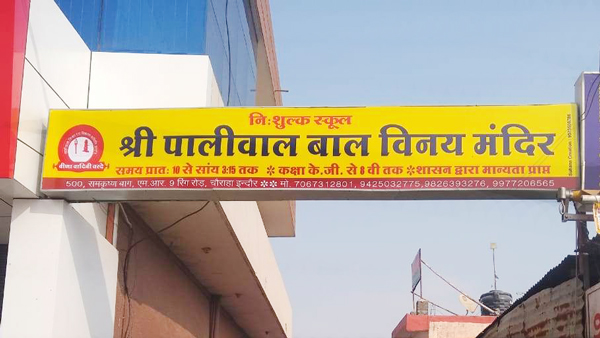 नि:शुल्क स्कूल
श्री पालीवाल बाल विनय मंदिर
समय प्रातः 10 से सांय 3:15 तक * कक्षा के.जी. से 8 वी तक * शासन द्वारा मान्यता प्राप्त
500, रामकृष्ण बाग, एम.आर. 9 रिंग रोड, चौराहा इन्दौर ** मो. 7067312801, 9425032775, 9826393276, 9977206565
वीणा वादिनी वरदे